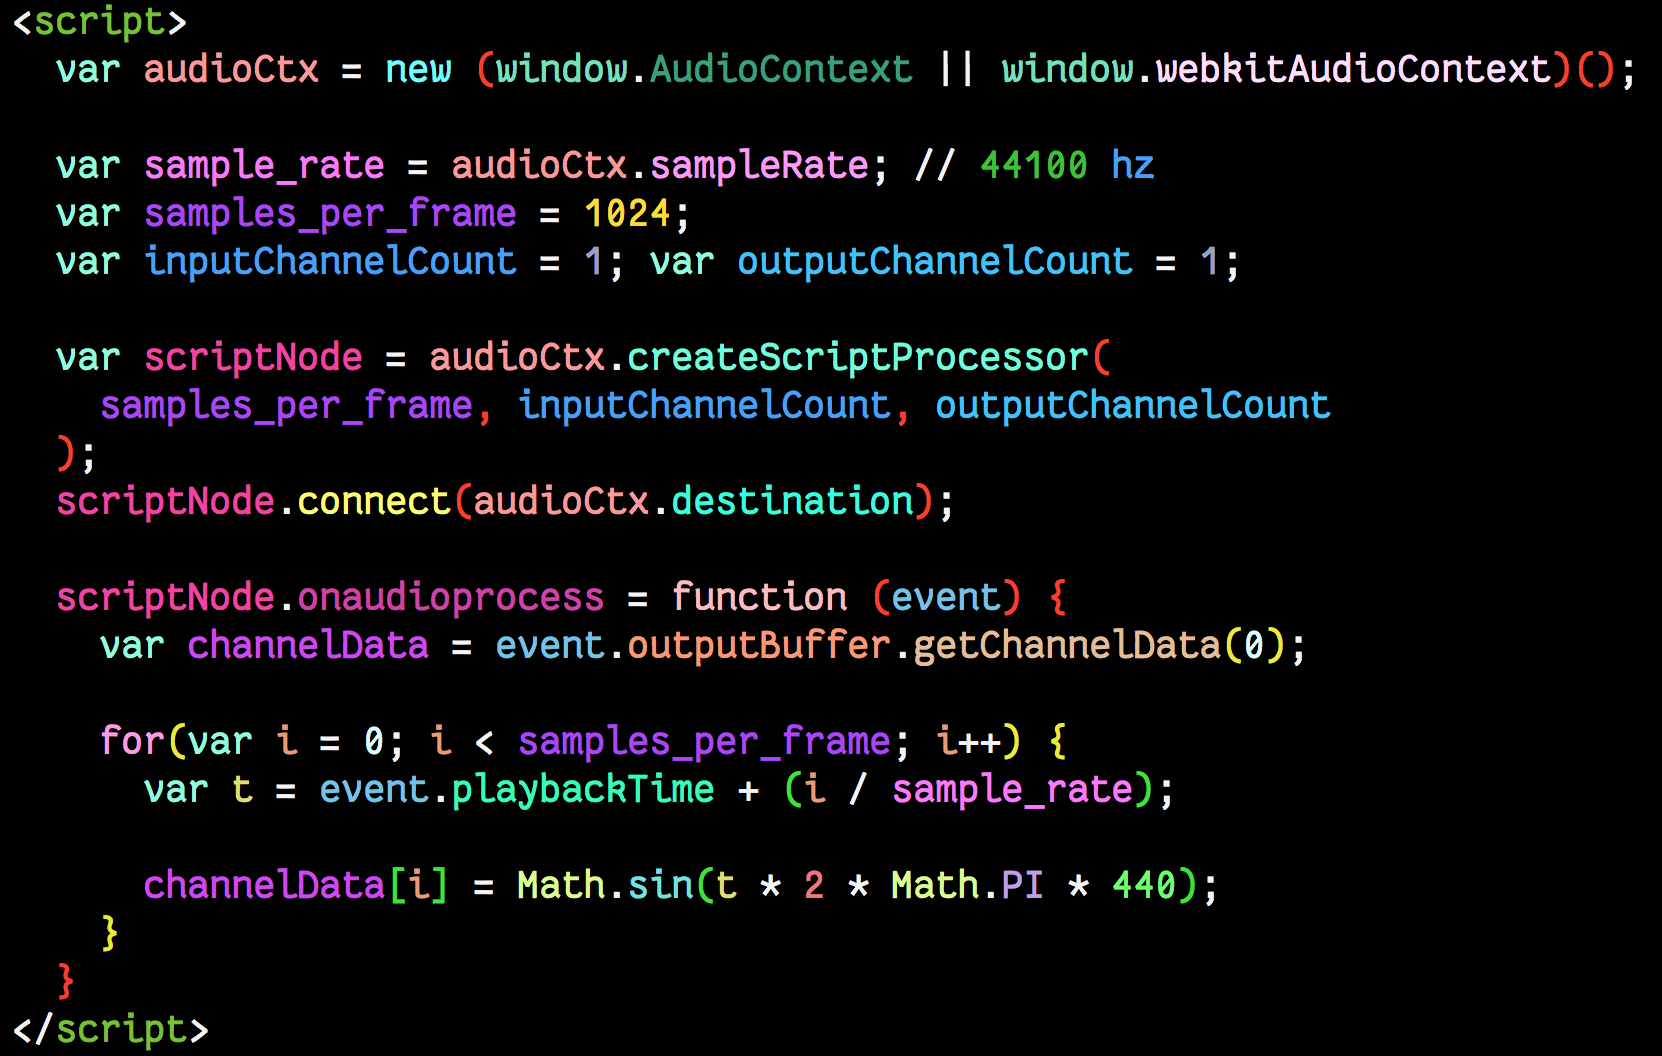 <script>
var audioCtx = new (window.AudioContext || window.webkitAudioContext)();
var sample_rate = audioCtx.sampleRate; // 44100 hz
var samples_per_frame = 1024;
var inputChannelCount = 1; var outputChannelCount = 1;
var scriptNode = audioCtx.createScriptProcessor(
samples_per_frame, inputChannelCount, outputChannelCount
);
scriptNode.connect(audioCtx.destination);
scriptNode.onaudioprocess = function (event) {
var channelData = event.outputBuffer.getChannelData(0);
for(var i = 0; i < samples_per_frame; i++) {
var t = event.playbackTime + (i / sample_rate);
channelData[i] = Math.sin(t * 2 * Math.PI * 440);
}
}
</script>